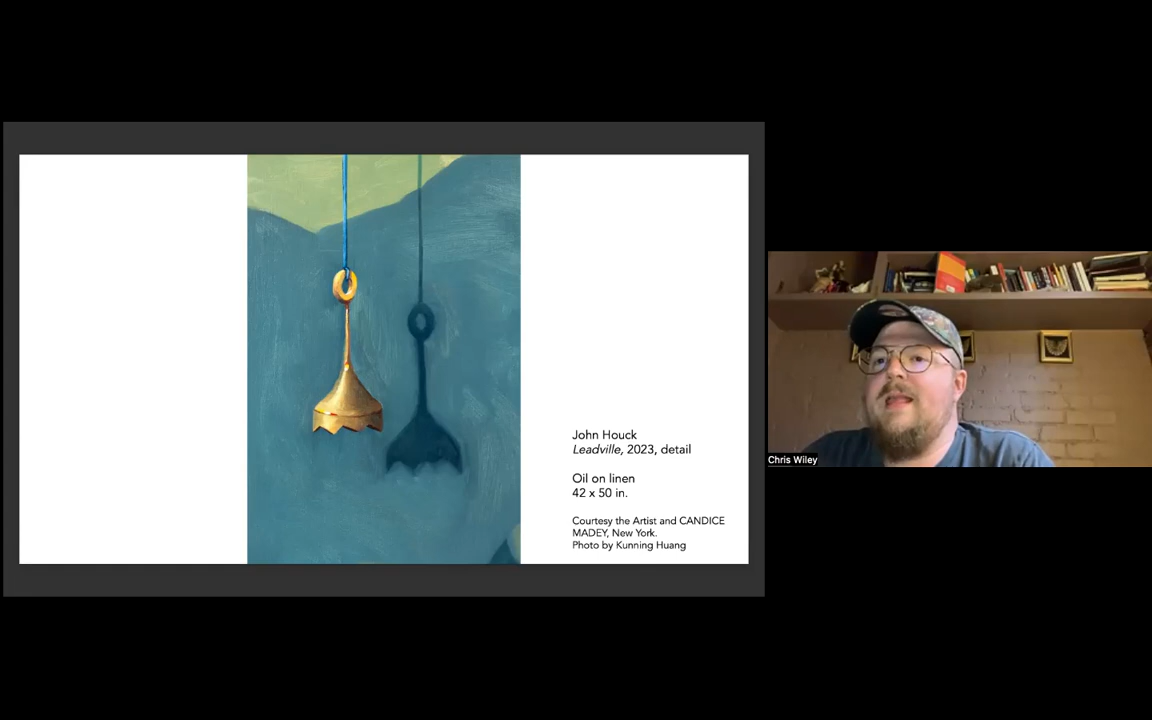 John Houck
Leadville, 2023, detail
Oil on linen
42 x 50 in.
Courtesy the Artist and CANDICE
MADEY, New York.
Photo by Kunning Huang
Chris Wiley